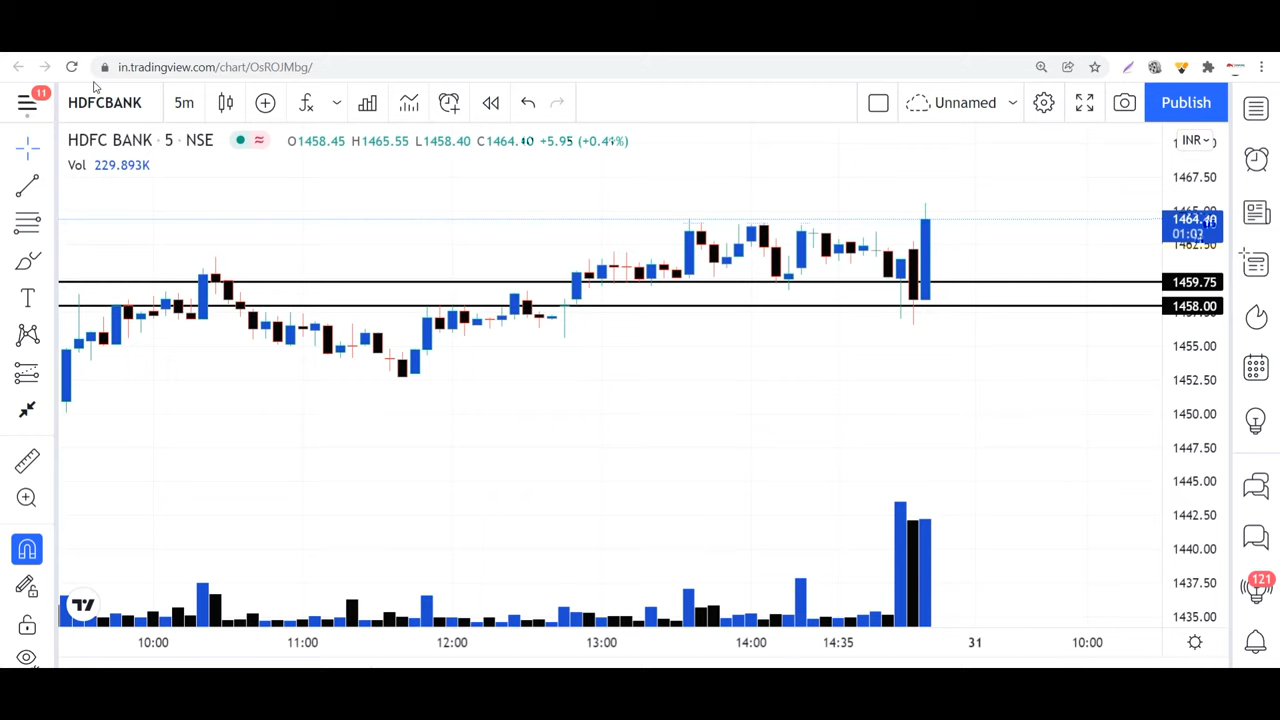 in.tradingview.com/chart/OsROJMbg/
11
HDFCBANK
5m
Unnamed
Publish
HDFC BANK · 5 · NSE
O1458.45 H1465.55 L1458.40 C1464.40 +5.95 (+0.41%)
INR
Vol 229.893K
1467.50
1464.40
01:03
1462.50
1459.75
1458.00
1455.00
1452.50
1450.00
1447.50
1445.00
1442.50
1440.00
1437.50
1435.00
121
10:00
11:00
12:00
13:00
14:00
14:35
31
10:00